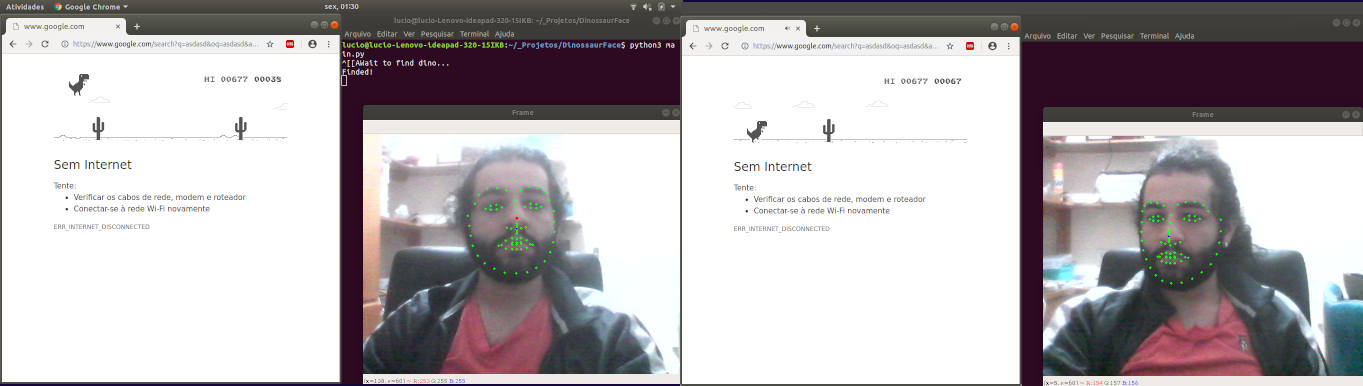 Atividades Google Chrome sex, 01:30
www.google.com
https://www.google.com/search?q=asdasd&oq=asdasd&a...
HI 00677 00038
Sem Internet
Tente:
Verificar os cabos de rede, modem e roteador
Conectar-se à rede Wi-Fi novamente
ERR_INTERNET_DISCONNECTED
lucio@lucio-Lenovo-ideapad-320-15IKB: ~/_Projetos/DinossaurFace
Arquivo Editar Ver Pesquisar Terminal Ajuda
lucio@lucio-Lenovo-ideapad-320-15IKB:~/_Projetos/DinossaurFace$ python3 ma
in.py
^[[AWait to find dino...
Finded!
Frame
(x=138, y=60) ~ R:253 G:255 B:255
www.google.com
https://www.google.com/search?q=asdasd&oq=asdasd&a...
HI 00677 00067
Sem Internet
Tente:
Verificar os cabos de rede, modem e roteador
Conectar-se à rede Wi-Fi novamente
ERR_INTERNET_DISCONNECTED
Arquivo Editar Ver Pesquisar Terminal Ajuda
Frame
(x=5, y=60) ~ R:154 G:157 B:156